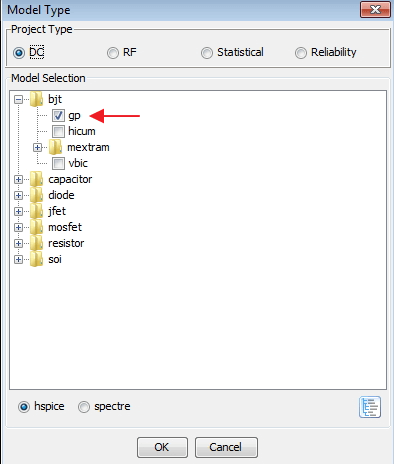 Model Type
Project Type
DC RF Statistical Reliability
Model Selection
bjt
gp
hicum
mextram
vbic
capacitor
diode
jfet
mosfet
resistor
soi
hspice spectre
OK Cancel